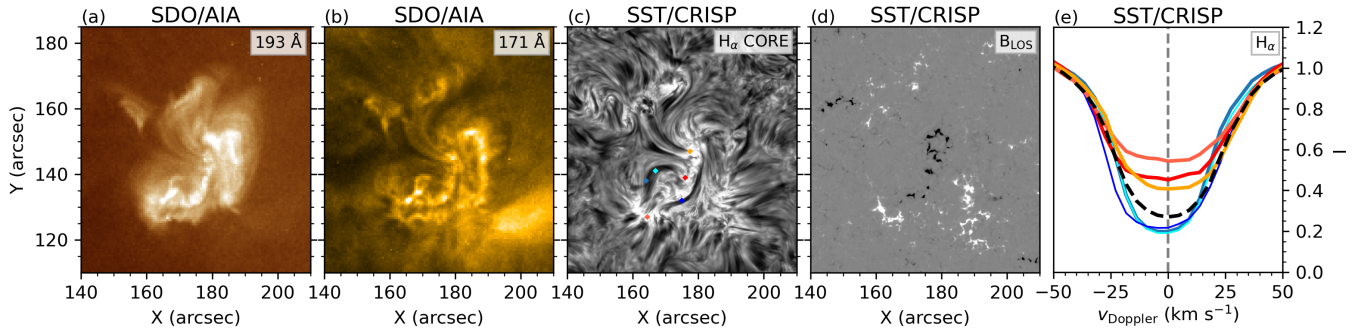 (a) SDO/AIA
193 Å
(b) SDO/AIA
171 Å
(c) SST/CRISP
Hα CORE
(d) SST/CRISP
BLOS
(e) SST/CRISP
Hα
Y (arcsec)
180
160
140
120
1.2
1.0
0.8
0.6
0.4
0.2
0.0
I
140 160 180 200
140 160 180 200
140 160 180 200
140 160 180 200
−50 −25 0 25 50
X (arcsec)
X (arcsec)
X (arcsec)
X (arcsec)
vDoppler (km s⁻¹)